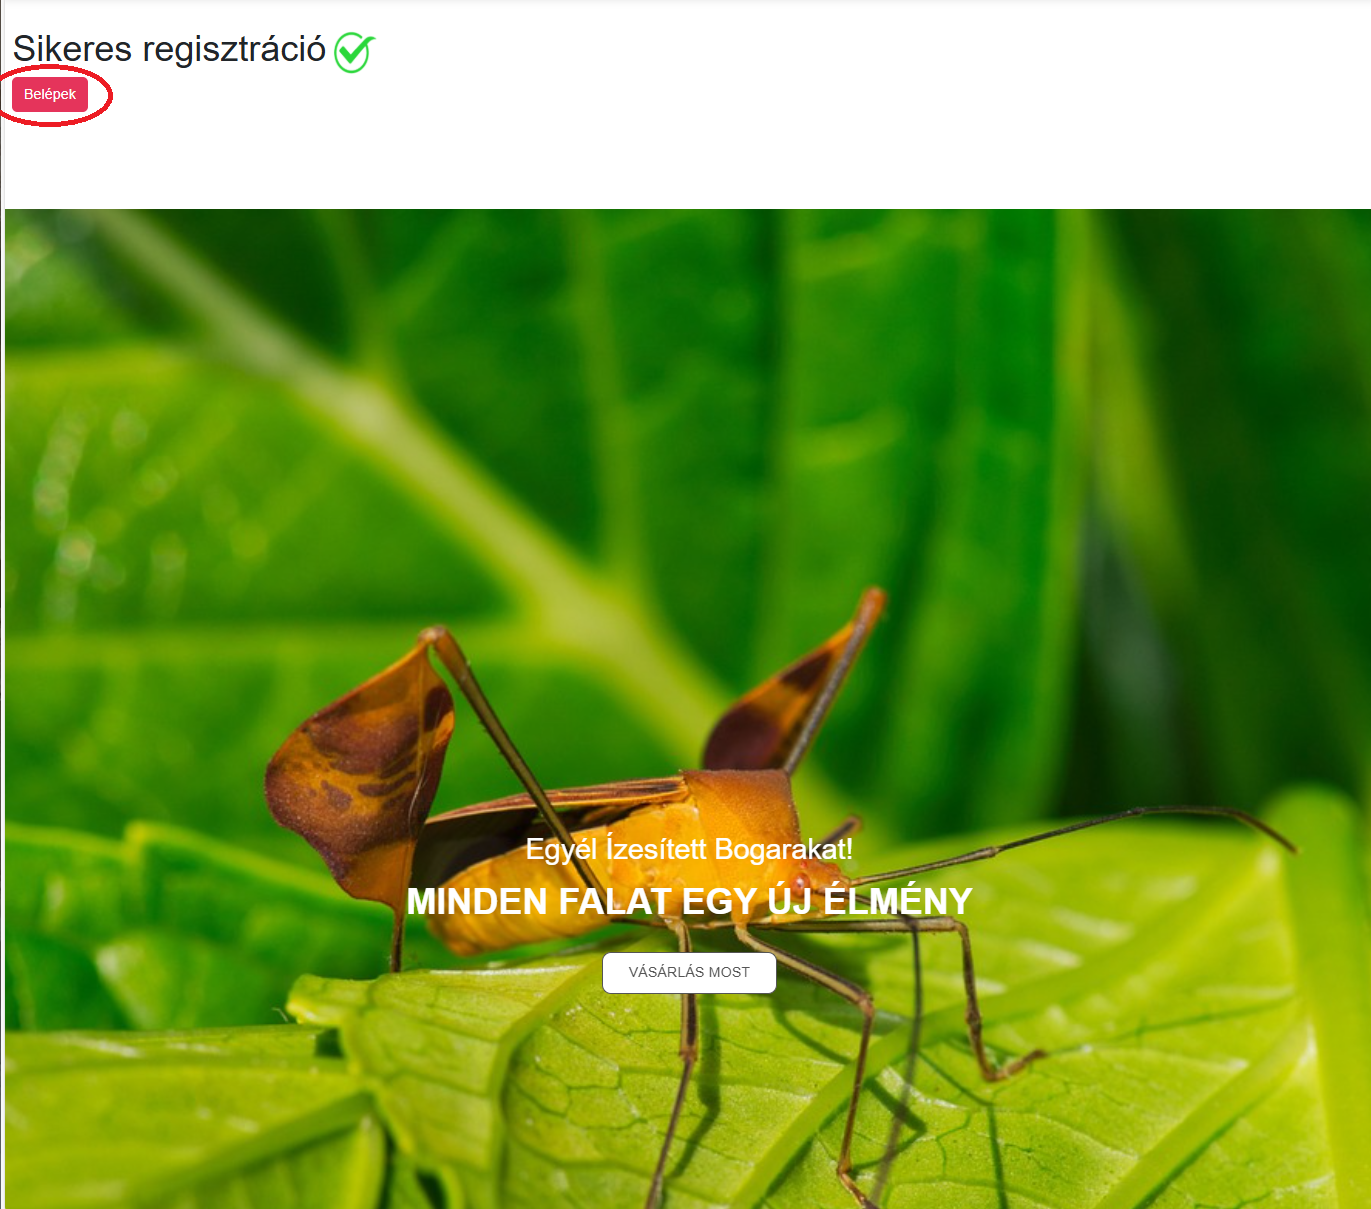 Sikeres regisztráció
Belépek
Egyél Ízesített Bogarakat!
MINDEN FALAT EGY ÚJ ÉLMÉNY
VÁSÁRLÁS MOST